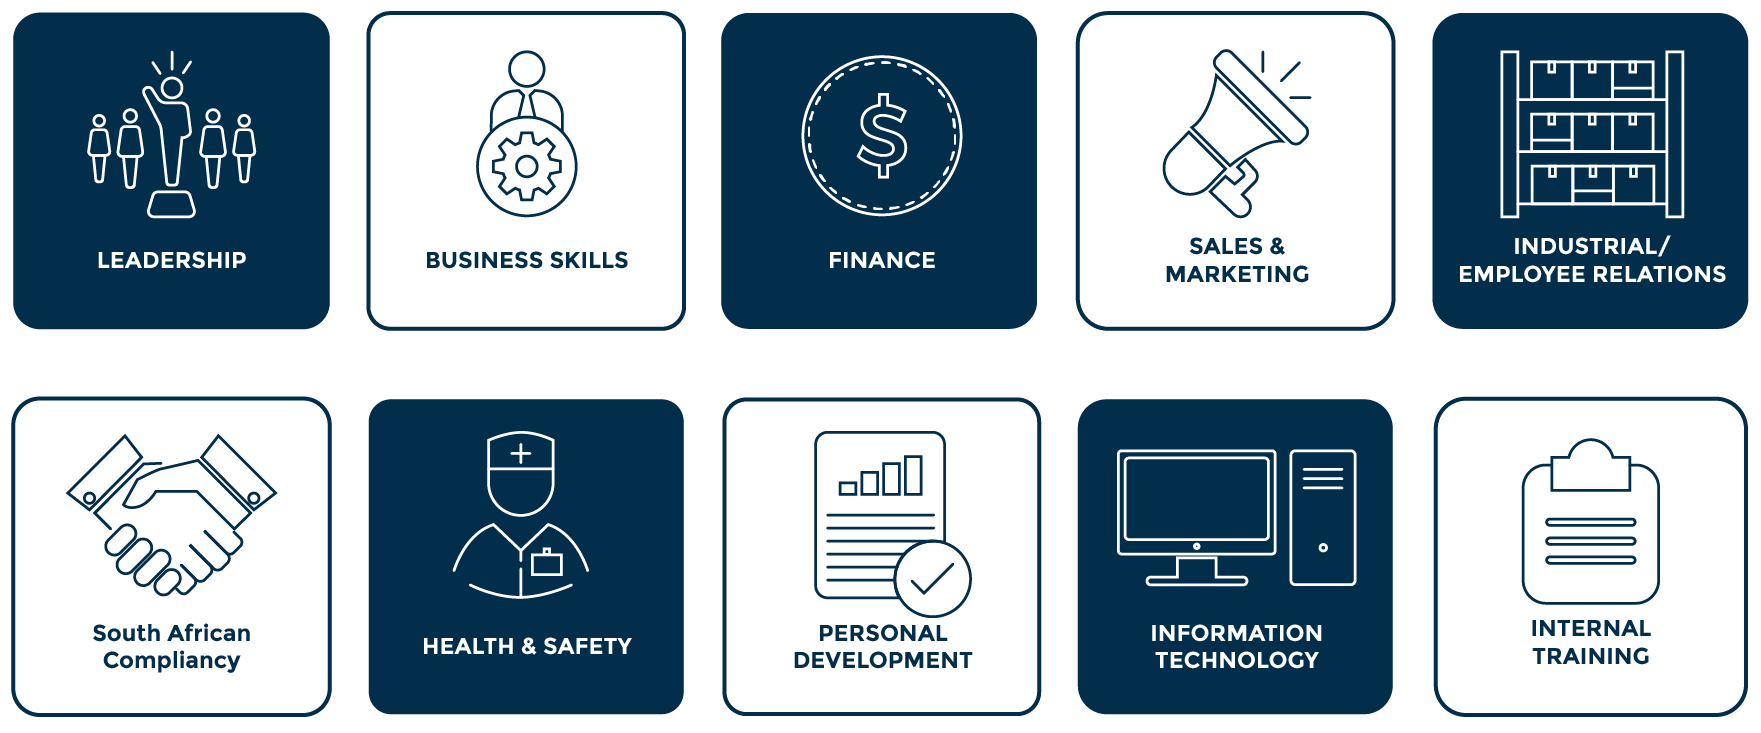 LEADERSHIP
BUSINESS SKILLS
FINANCE
SALES &
MARKETING
INDUSTRIAL/
EMPLOYEE RELATIONS
South African
Compliancy
HEALTH & SAFETY
PERSONAL
DEVELOPMENT
INFORMATION
TECHNOLOGY
INTERNAL
TRAINING